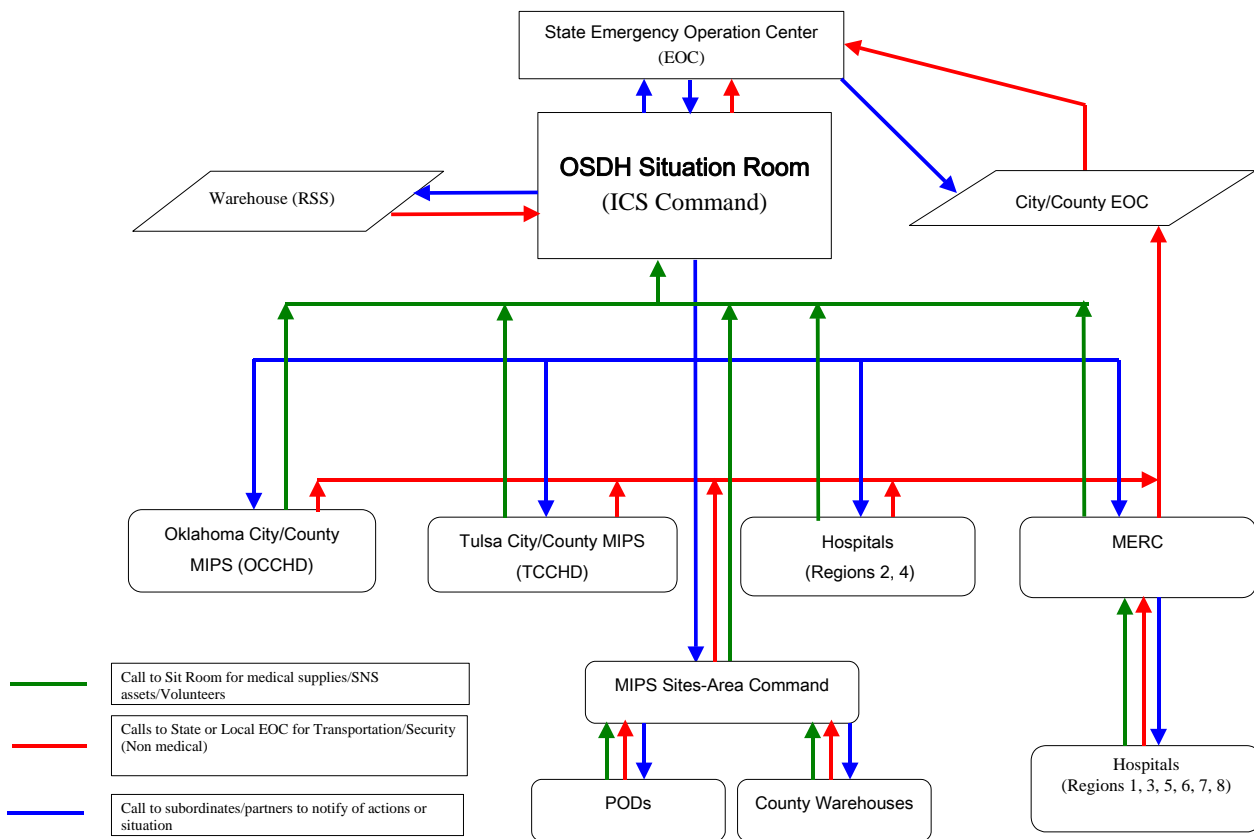 State Emergency Operation Center
(EOC)
OSDH Situation Room
(ICS Command)
Warehouse (RSS)
City/County EOC
Oklahoma City/County
MIPS (OCCHD)
Tulsa City/County MIPS
(TCCHD)
Hospitals
(Regions 2, 4)
MERC
MIPS Sites-Area Command
PODs
County Warehouses
Hospitals
(Regions 1, 3, 5, 6, 7, 8)
Call to Sit Room for medical supplies/SNS
assets/Volunteers
Calls to State or Local EOC for Transportation/Security
(Non medical)
Call to subordinates/partners to notify of actions or
situation